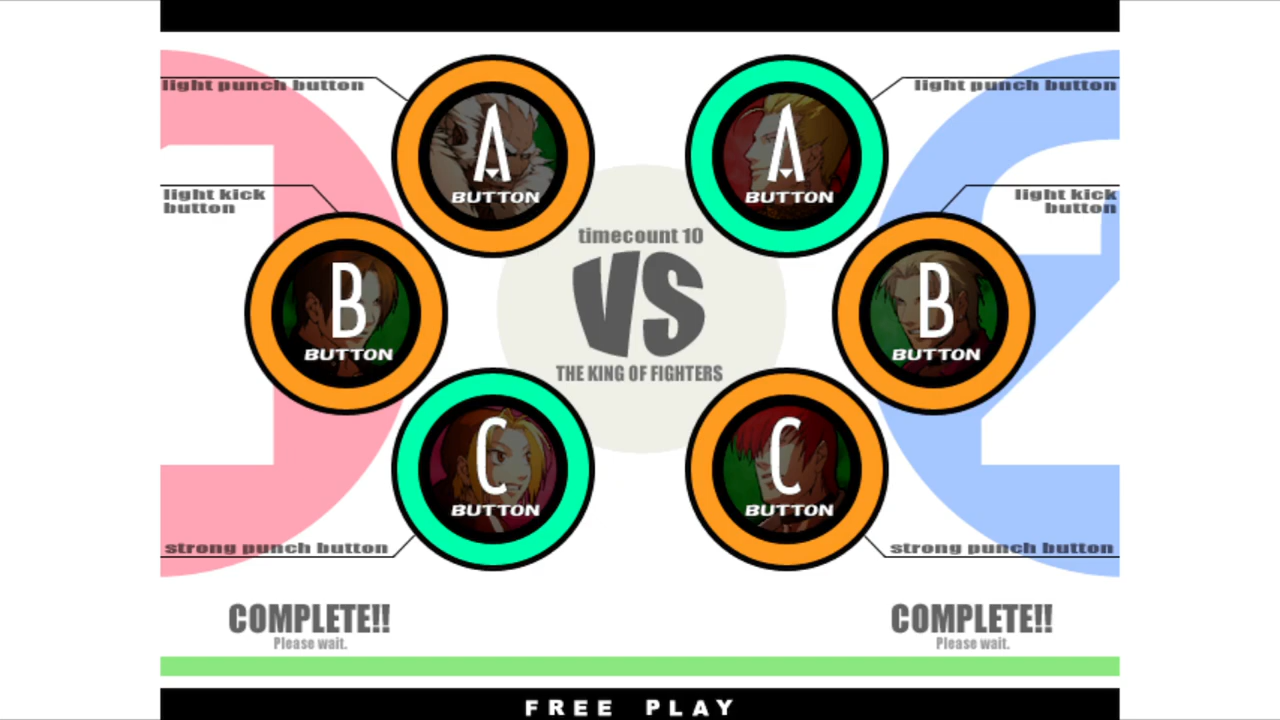 light punch button
light punch button
A
BUTTON
A
BUTTON
light kick
button
light kick
button
timecount 10
VS
THE KING OF FIGHTERS
B
BUTTON
B
BUTTON
C
BUTTON
C
BUTTON
strong punch button
strong punch button
COMPLETE!!
Please wait.
COMPLETE!!
Please wait.
FREE PLAY
1
2